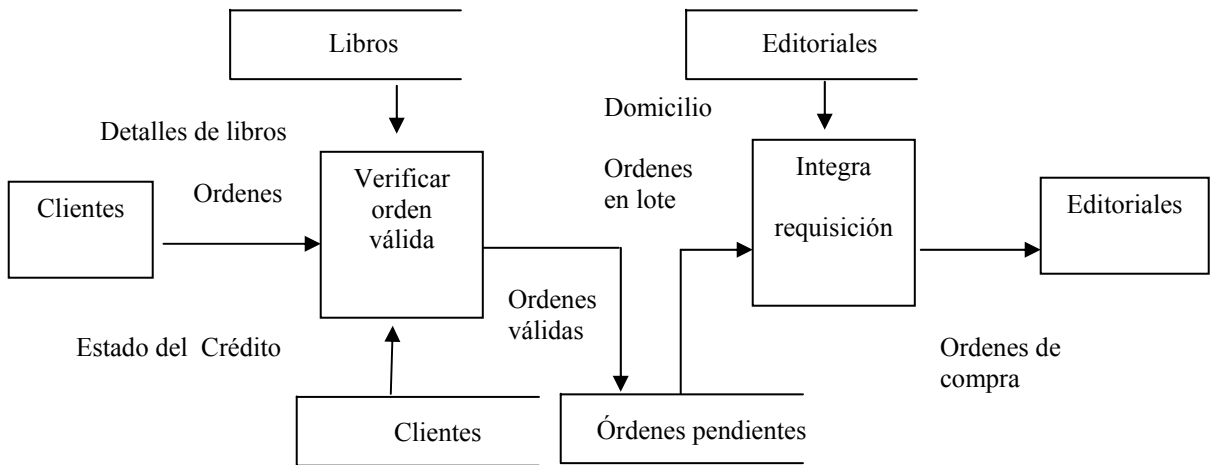 Libros
Editoriales
Detalles de libros
Domicilio
Clientes
Ordenes
Verificar
orden
válida
Ordenes
en lote
Integra
requisición
Editoriales
Ordenes
válidas
Estado del Crédito
Ordenes de
compra
Clientes
Órdenes pendientes